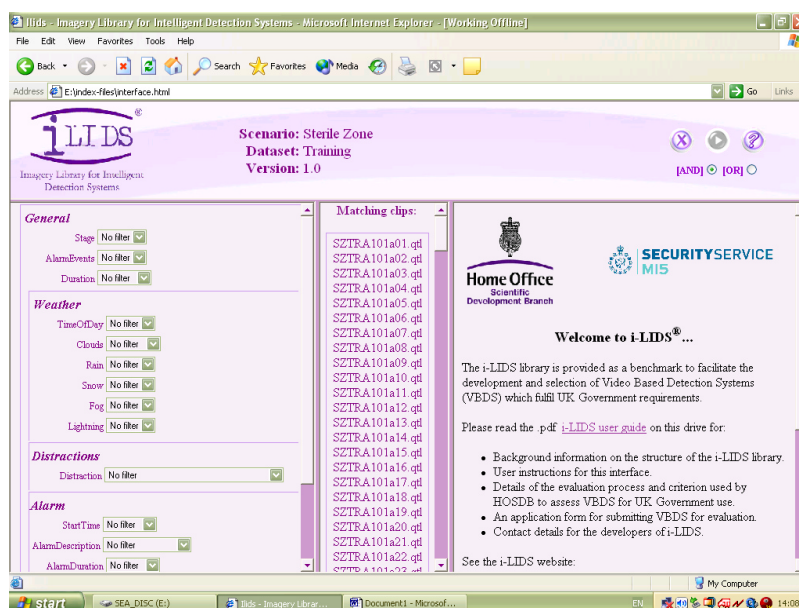 Ilids - Imagery Library for Intelligent Detection Systems - Microsoft Internet Explorer - [Working Offline]
File Edit View Favorites Tools Help
Back Search Favorites Media
Address E:\index-files\interface.html Go Links
iLIDS ®
Imagery Library for Intelligent
Detection Systems
Scenario: Sterile Zone
Dataset: Training
Version: 1.0
[AND] [OR]
General
Stage No filter
AlarmEvents No filter
Duration No filter
Weather
TimeOfDay No filter
Clouds No filter
Rain No filter
Snow No filter
Fog No filter
Lightning No filter
Distractions
Distraction No filter
Alarm
StartTime No filter
AlarmDescription No filter
AlarmDuration No filter
Matching clips:
SZTRA101a01.qtl
SZTRA101a02.qtl
SZTRA101a03.qtl
SZTRA101a04.qtl
SZTRA101a05.qtl
SZTRA101a06.qtl
SZTRA101a07.qtl
SZTRA101a08.qtl
SZTRA101a09.qtl
SZTRA101a10.qtl
SZTRA101a11.qtl
SZTRA101a12.qtl
SZTRA101a13.qtl
SZTRA101a14.qtl
SZTRA101a15.qtl
SZTRA101a16.qtl
SZTRA101a17.qtl
SZTRA101a18.qtl
SZTRA101a19.qtl
SZTRA101a20.qtl
SZTRA101a21.qtl
SZTRA101a22.qtl
SZTRA101a23.qtl
Home Office
Scientific
Development Branch
SECURITYSERVICE
MI5
Welcome to i-LIDS®...
The i-LIDS library is provided as a benchmark to facilitate the
development and selection of Video Based Detection Systems
(VBDS) which fulfil UK Government requirements.
Please read the .pdf i-LIDS user guide on this drive for:
• Background information on the structure of the i-LIDS library.
• User instructions for this interface.
• Details of the evaluation process and criterion used by
HOSDB to assess VBDS for UK Government use.
• An application form for submitting VBDS for evaluation.
• Contact details for the developers of i-LIDS.
See the i-LIDS website:
My Computer
start SEA_DISC (E:) Ilids - Imagery Librar... Document1 - Microsof... EN 14:08